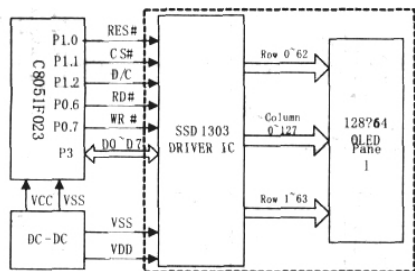 C8051F023
P1.0
P1.1
P1.2
P0.6
P0.7
P3
RES#
CS#
D/C
RD#
WR #
D0~D7
VCC
VSS
DC-DC
VSS
VDD
SSD1303
DRIVER IC
Row 0~62
Column
0~127
Row 1~63
128?64
OLED
Pane
l